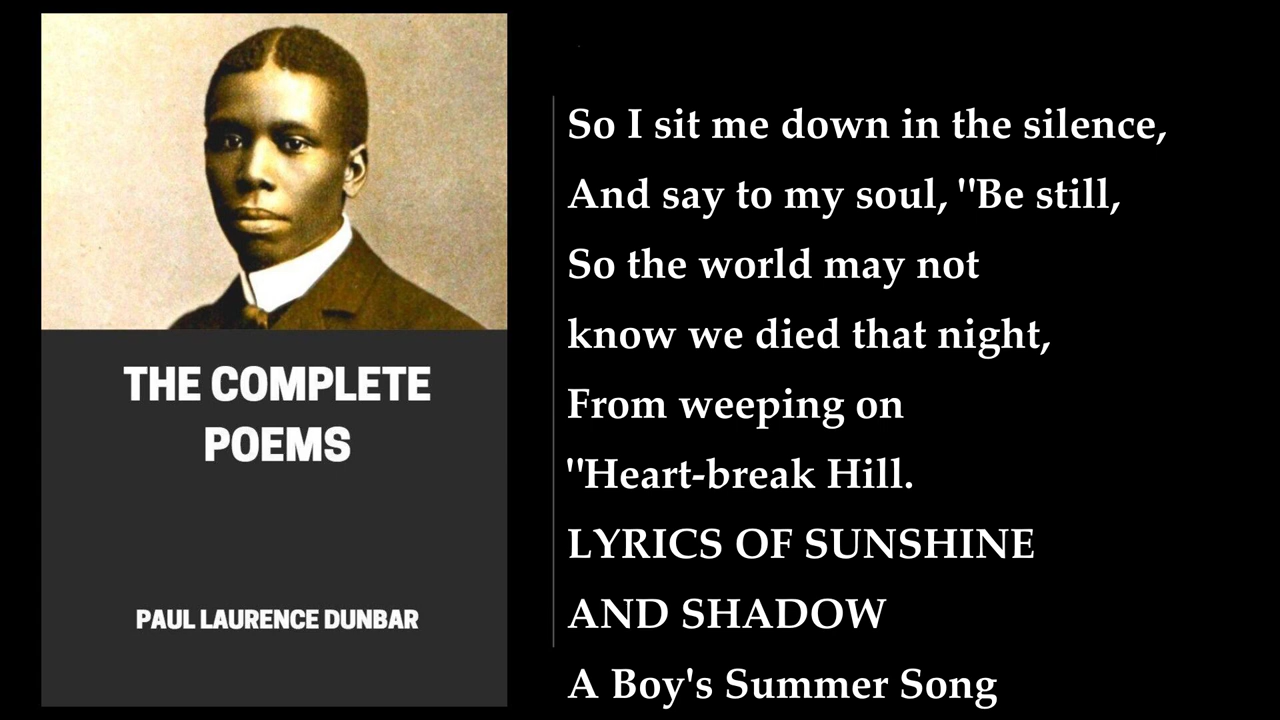 THE COMPLETE
POEMS
PAUL LAURENCE DUNBAR
So I sit me down in the silence,
And say to my soul, "Be still,
So the world may not
know we died that night,
From weeping on
"Heart-break Hill.
LYRICS OF SUNSHINE
AND SHADOW
A Boy's Summer Song